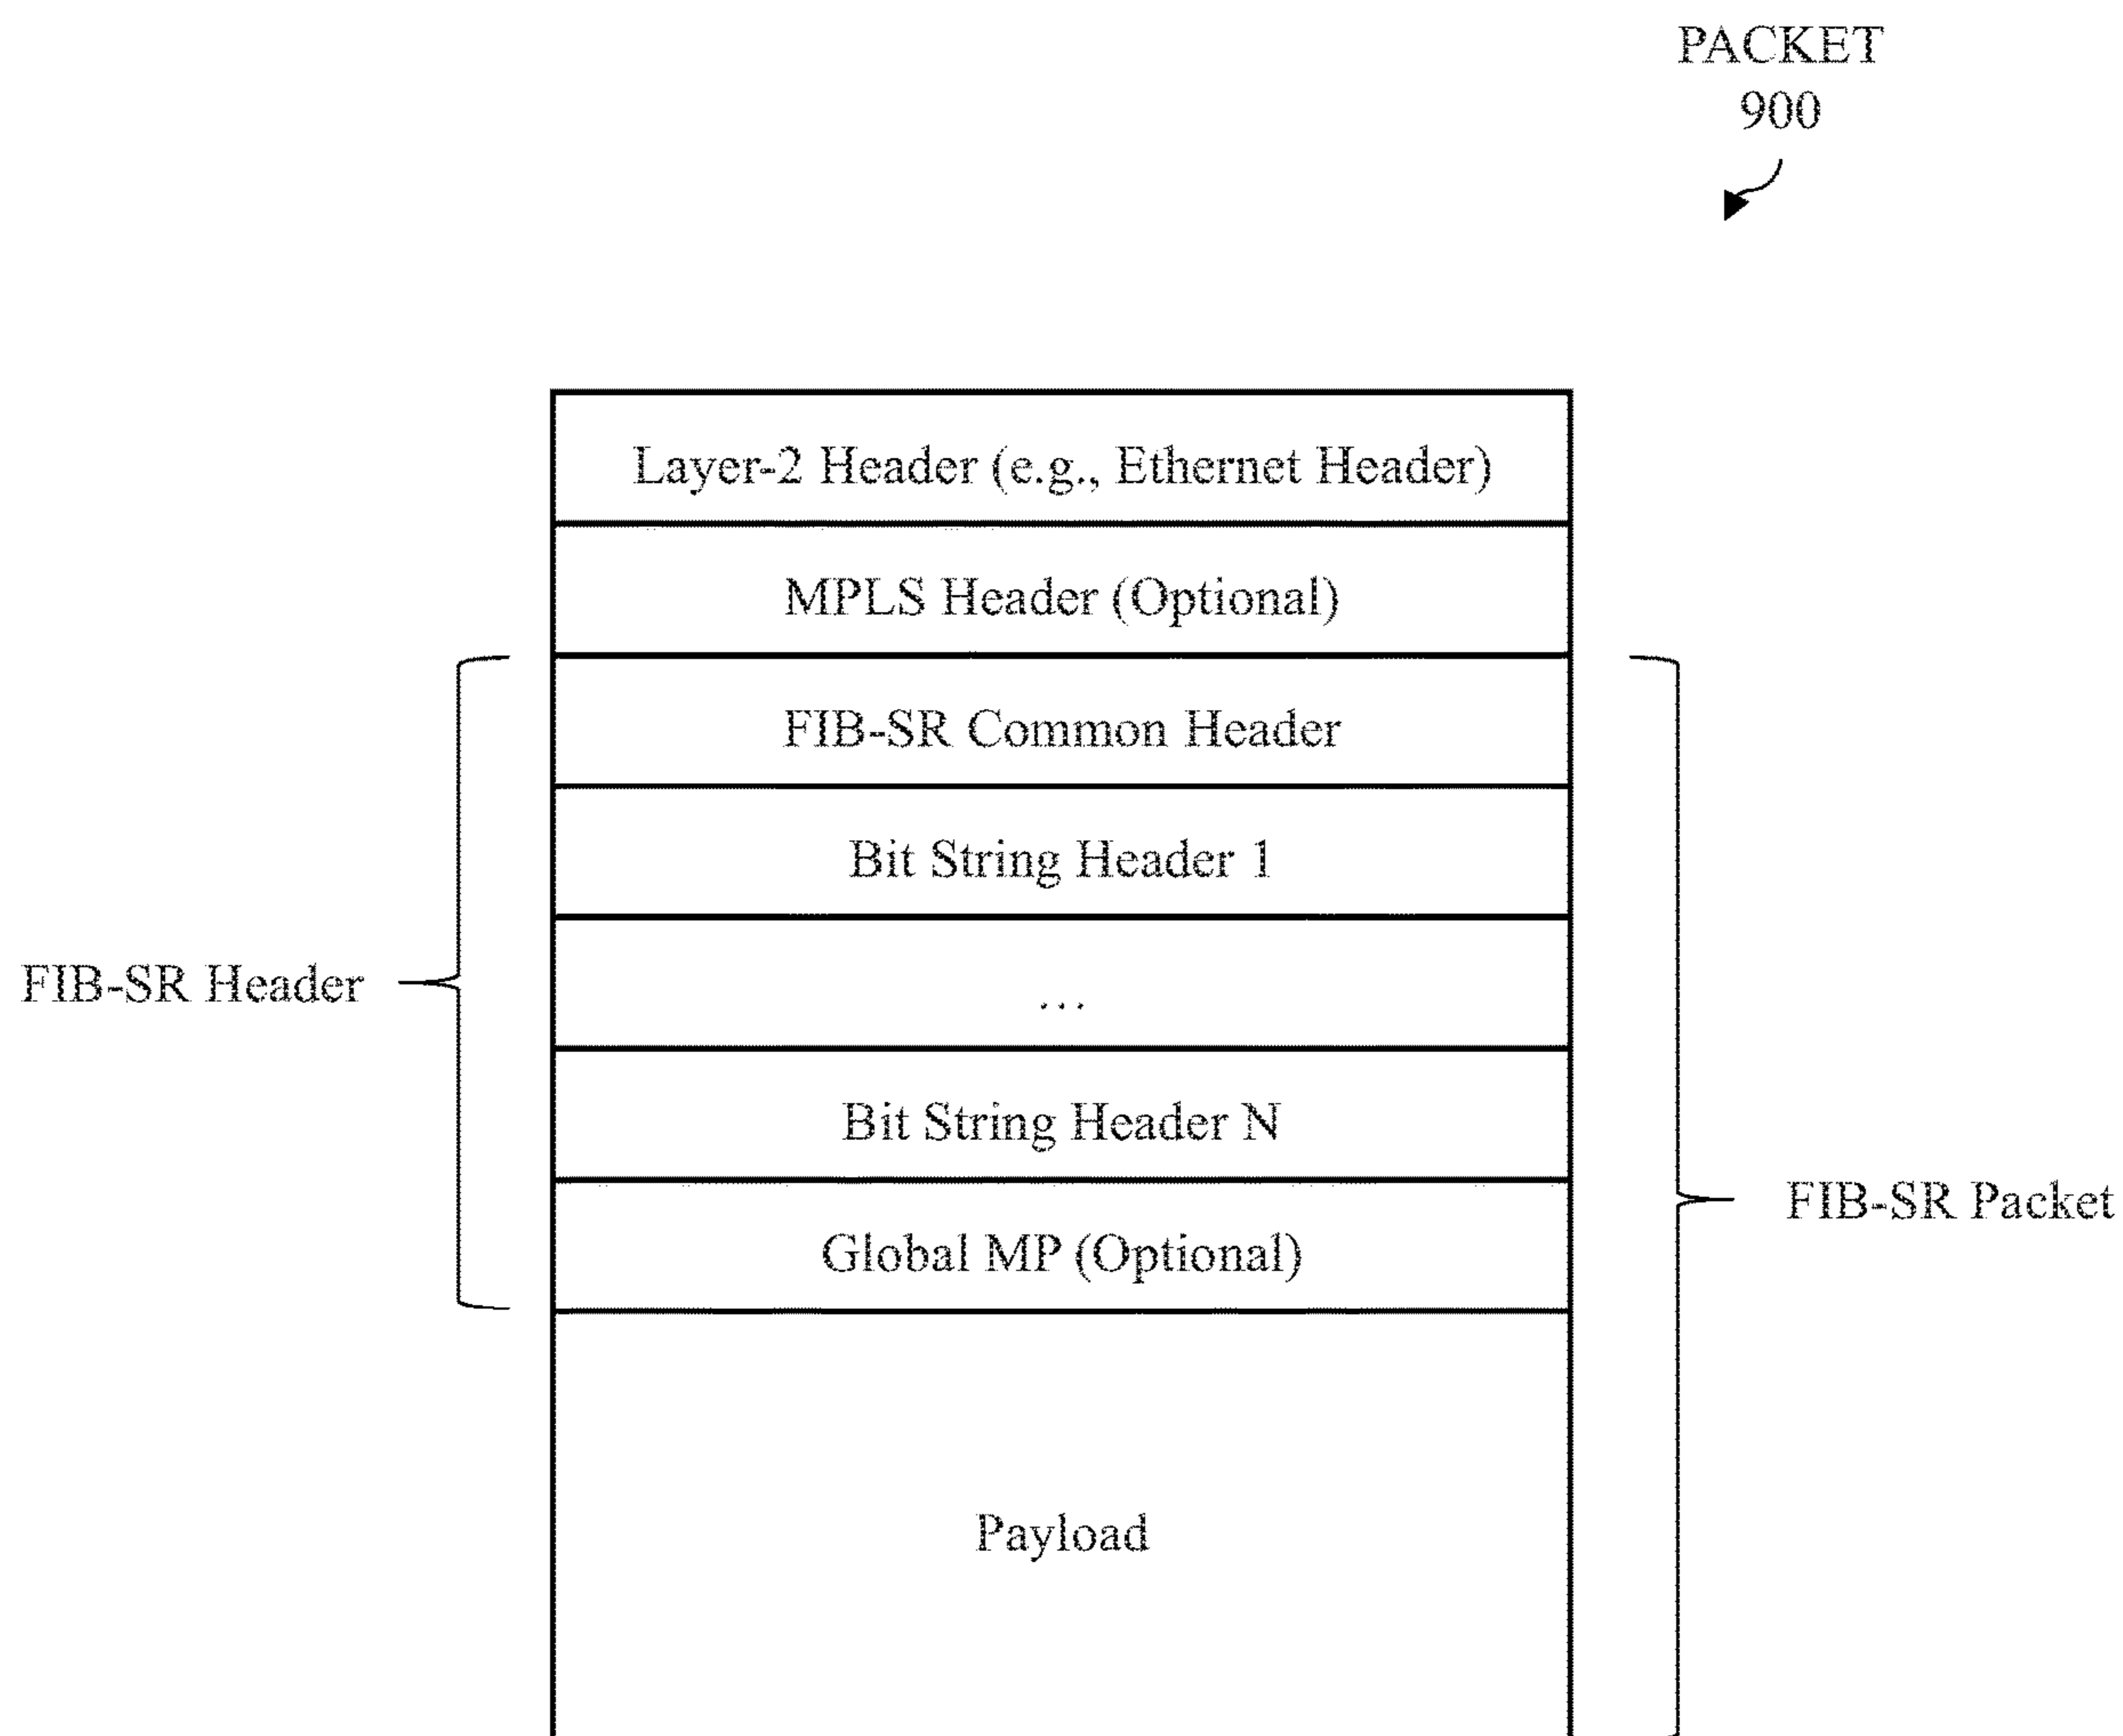 PACKET
900
Layer-2 Header (e.g., Ethernet Header)
MPLS Header (Optional)
FIB-SR Common Header
Bit String Header 1
FIB-SR Header
...
Bit String Header N
FIB-SR Packet
Global MP (Optional)
Payload